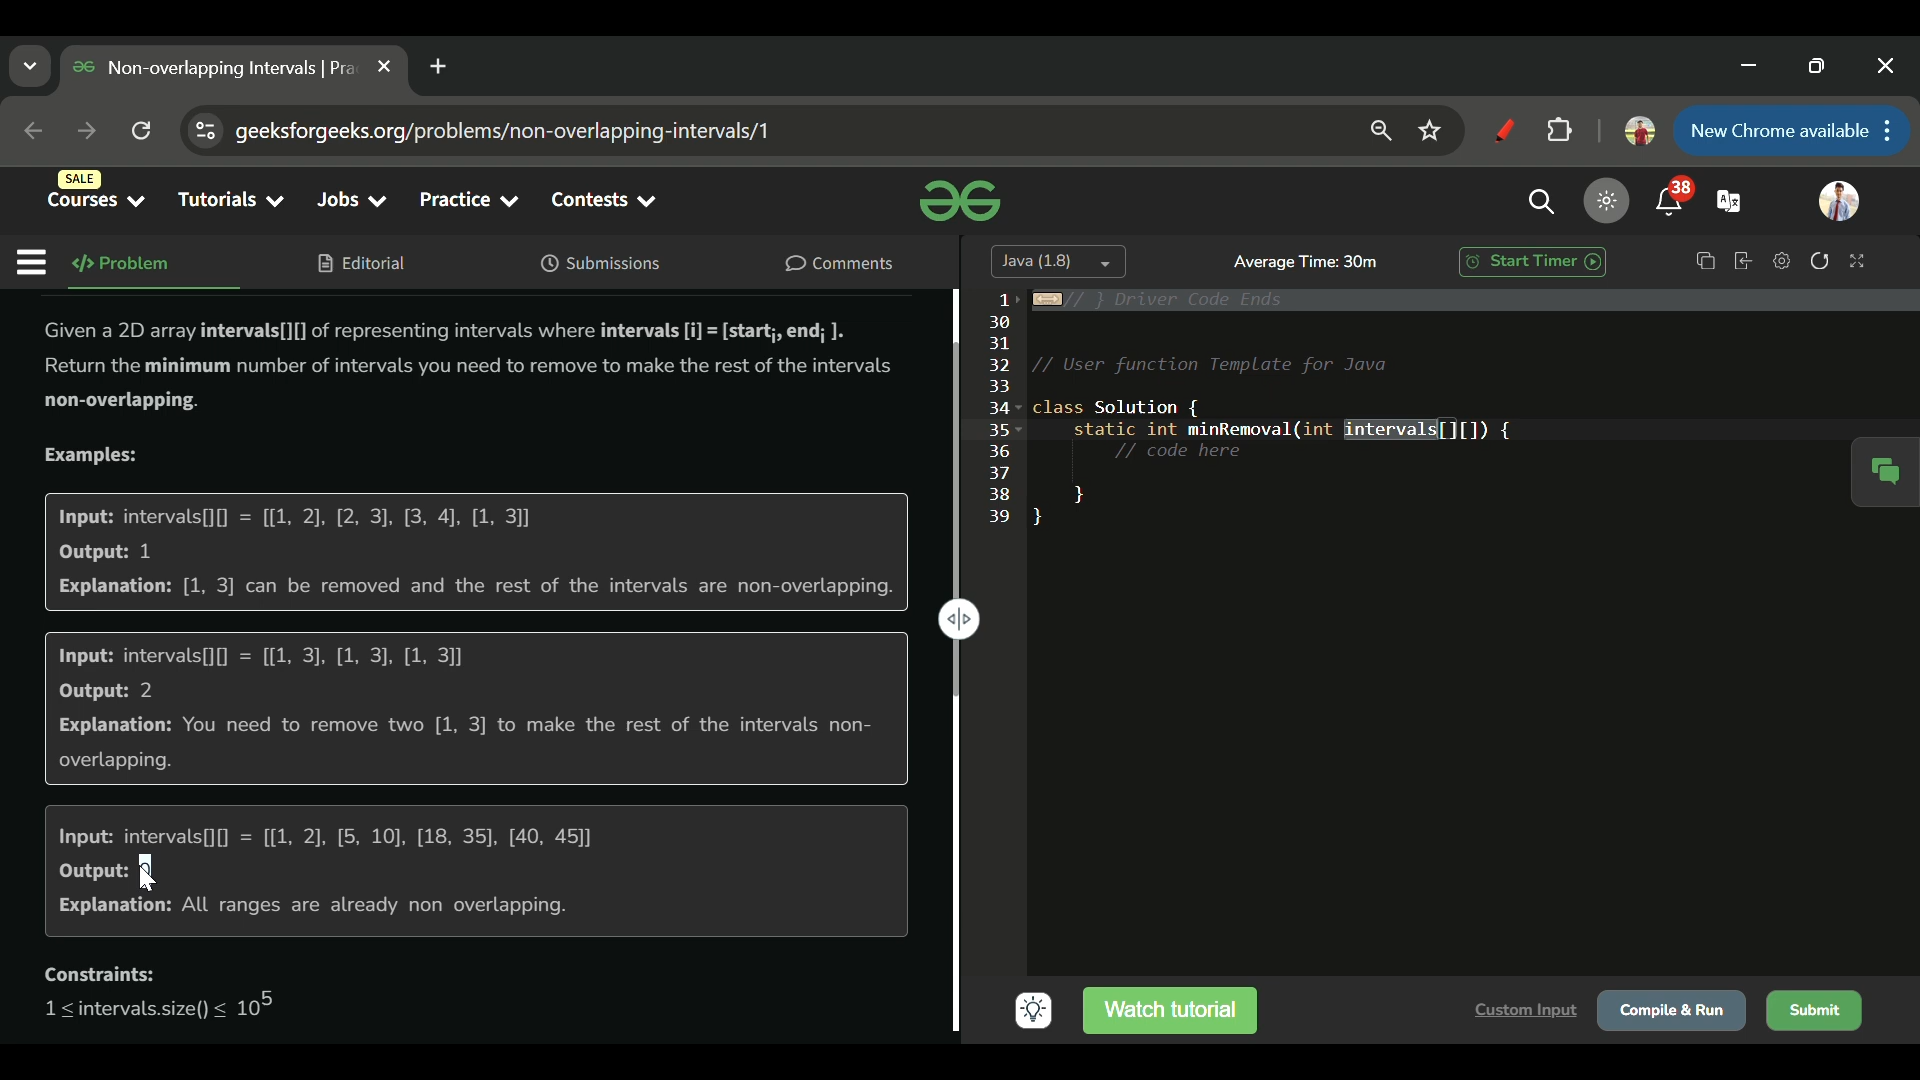 Non-overlapping Intervals | Pra
geeksforgeeks.org/problems/non-overlapping-intervals/1
New Chrome available
SALE
Courses Tutorials Jobs Practice Contests
38
</> Problem Editorial Submissions Comments
Java (1.8) Average Time: 30m Start Timer
Given a 2D array intervals[][] of representing intervals where intervals [i] = [startᵢ, endᵢ ].
Return the minimum number of intervals you need to remove to make the rest of the intervals
non-overlapping.
Examples:
Input: intervals[][] = [[1, 2], [2, 3], [3, 4], [1, 3]]
Output: 1
Explanation: [1, 3] can be removed and the rest of the intervals are non-overlapping.
Input: intervals[][] = [[1, 3], [1, 3], [1, 3]]
Output: 2
Explanation: You need to remove two [1, 3] to make the rest of the intervals non-
overlapping.
Input: intervals[][] = [[1, 2], [5, 10], [18, 35], [40, 45]]
Output: 0
Explanation: All ranges are already non overlapping.
Constraints:
1 ≤ intervals.size() ≤ 10⁵
1 // } Driver Code Ends
30
31
32 // User function Template for Java
33
34 class Solution {
35 static int minRemoval(int intervals[][]) {
36 // code here
37
38 }
39 }
Watch tutorial Custom Input Compile & Run Submit